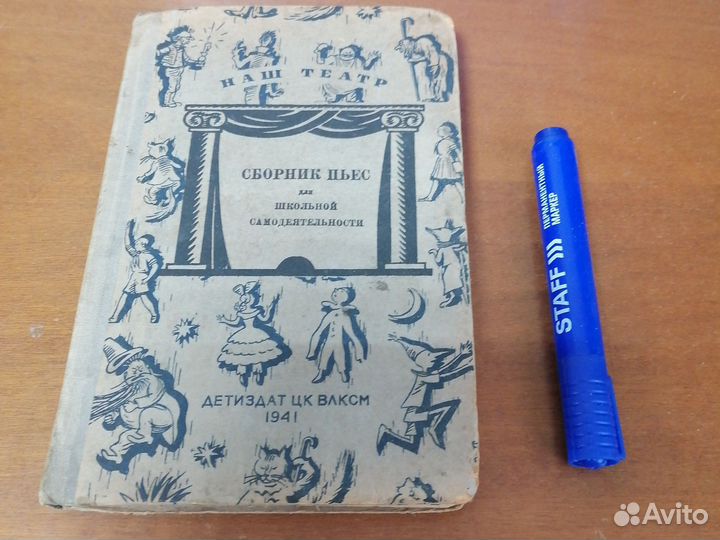 НАШ ТЕАТР
СБОРНИК ПЬЕС
для
ШКОЛЬНОЙ
САМОДЕЯТЕЛЬНОСТИ
ДЕТИЗДАТ ЦК ВЛКСМ
1941
STAFF
ПЕРМАНЕНТНЫЙ
МАРКЕР
Avito